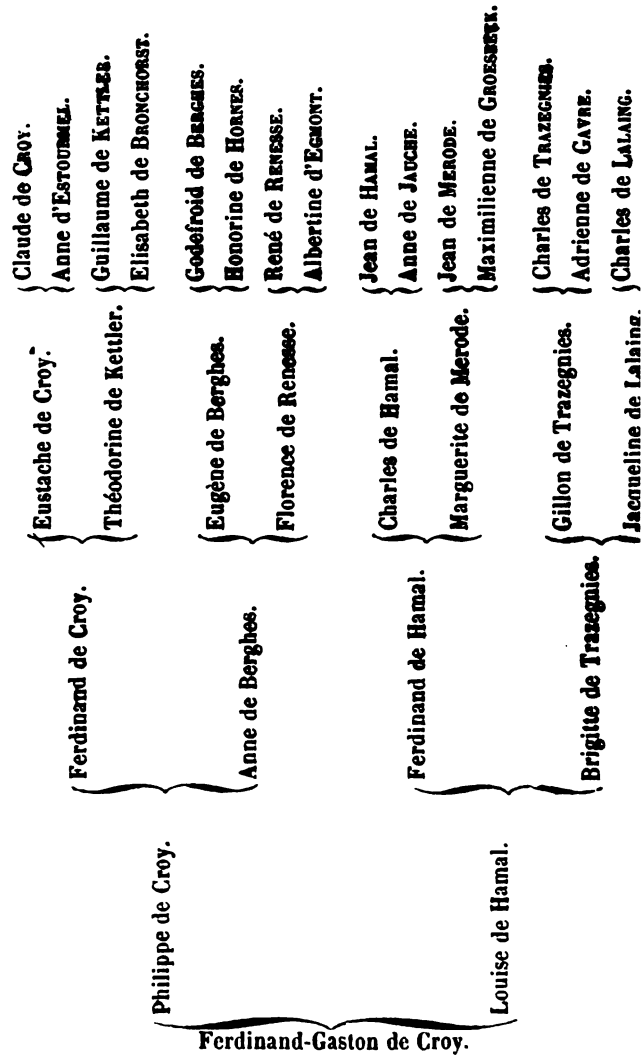 Ferdinand-Gaston de Croy.
Philippe de Croy.
Louise de Hamal.
Ferdinand de Croy.
Anne de Berghes.
Ferdinand de Hamal.
Brigitte de Trazegnies.
Eustache de Croy.
Théodorine de Kettler.
Eugène de Berghes.
Florence de Renesse.
Charles de Hamal.
Marguerite de Merode.
Gillon de Trazegnies.
Jacqueline de Lalaing.
Claude de CROY.
Anne d'ESTOURMEL.
Guillaume de KETTLER.
Elisabeth de BRONCHORST.
Godefroid de BERGHES.
Honorine de HORNES.
René de RENESSE.
Albertine d'EGMONT.
Jean de HAMAL.
Anne de JAUCHE.
Jean de MERODE.
Maximilienne de GROESBEEK.
Charles de TRAZEGNIES.
Adrienne de GAVRE.
Charles de LALAING.